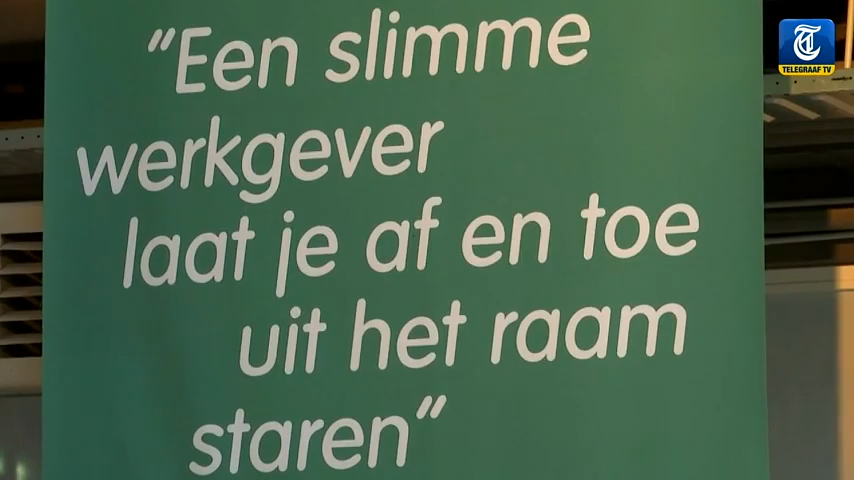 “Een slimme
werkgever
laat je af en toe
uit het raam
staren”
TELEGRAAF TV